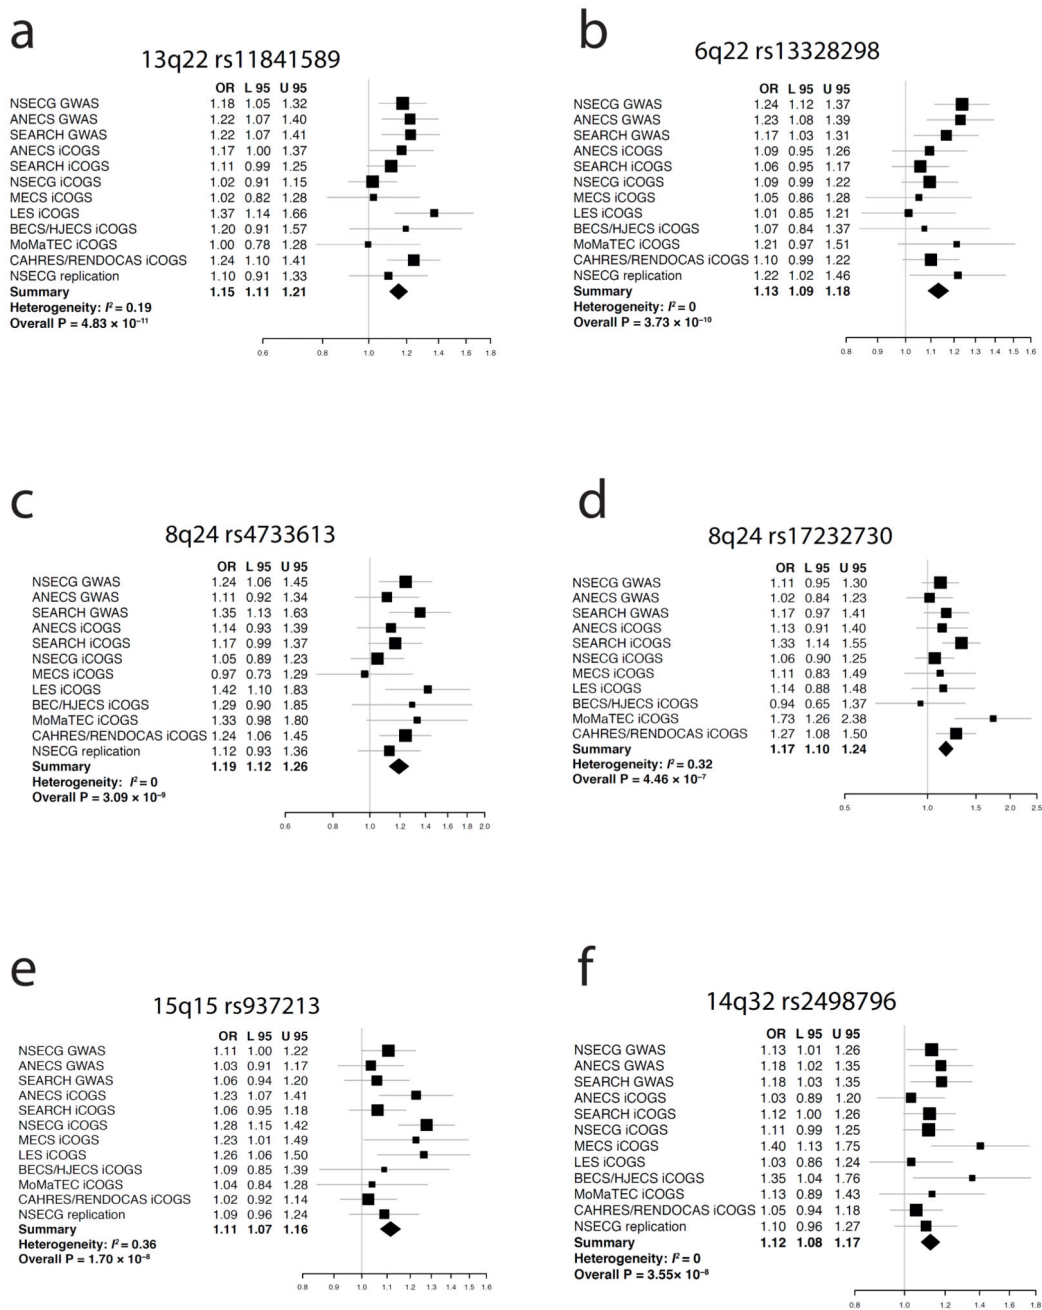 a
13q22 rs11841589
OR L 95 U 95
NSECG GWAS 1.18 1.05 1.32
ANECS GWAS 1.22 1.07 1.40
SEARCH GWAS 1.22 1.07 1.41
ANECS iCOGS 1.17 1.00 1.37
SEARCH iCOGS 1.11 0.99 1.25
NSECG iCOGS 1.02 0.91 1.15
MECS iCOGS 1.02 0.82 1.28
LES iCOGS 1.37 1.14 1.66
BECS/HJECS iCOGS 1.20 0.91 1.57
MoMaTEC iCOGS 1.00 0.78 1.28
CAHRES/RENDOCAS iCOGS 1.24 1.10 1.41
NSECG replication 1.10 0.91 1.33
Summary 1.15 1.11 1.21
Heterogeneity: I² = 0.19
Overall P = 4.83 × 10⁻¹¹
0.6 0.8 1.0 1.2 1.4 1.6 1.8
b
6q22 rs13328298
OR L 95 U 95
NSECG GWAS 1.24 1.12 1.37
ANECS GWAS 1.23 1.08 1.39
SEARCH GWAS 1.17 1.03 1.31
ANECS iCOGS 1.09 0.95 1.26
SEARCH iCOGS 1.06 0.95 1.17
NSECG iCOGS 1.09 0.99 1.22
MECS iCOGS 1.05 0.86 1.28
LES iCOGS 1.01 0.85 1.21
BECS/HJECS iCOGS 1.07 0.84 1.37
MoMaTEC iCOGS 1.21 0.97 1.51
CAHRES/RENDOCAS iCOGS 1.10 0.99 1.22
NSECG replication 1.22 1.02 1.46
Summary 1.13 1.09 1.18
Heterogeneity: I² = 0
Overall P = 3.73 × 10⁻¹⁰
0.8 0.9 1.0 1.1 1.2 1.3 1.4 1.5 1.6
c
8q24 rs4733613
OR L 95 U 95
NSECG GWAS 1.24 1.06 1.45
ANECS GWAS 1.11 0.92 1.34
SEARCH GWAS 1.35 1.13 1.63
ANECS iCOGS 1.14 0.93 1.39
SEARCH iCOGS 1.17 0.99 1.37
NSECG iCOGS 1.05 0.89 1.23
MECS iCOGS 0.97 0.73 1.29
LES iCOGS 1.42 1.10 1.83
BEC/HJECS iCOGS 1.29 0.90 1.85
MoMaTEC iCOGS 1.33 0.98 1.80
CAHRES/RENDOCAS iCOGS 1.24 1.06 1.45
NSECG replication 1.12 0.93 1.36
Summary 1.19 1.12 1.26
Heterogeneity: I² = 0
Overall P = 3.09 × 10⁻⁹
0.6 0.8 1.0 1.2 1.4 1.6 1.8 2.0
d
8q24 rs17232730
OR L 95 U 95
NSECG GWAS 1.11 0.95 1.30
ANECS GWAS 1.02 0.84 1.23
SEARCH GWAS 1.17 0.97 1.41
ANECS iCOGS 1.13 0.91 1.40
SEARCH iCOGS 1.33 1.14 1.55
NSECG iCOGS 1.06 0.90 1.25
MECS iCOGS 1.11 0.83 1.49
LES iCOGS 1.14 0.88 1.48
BECS/HJECS iCOGS 0.94 0.65 1.37
MoMaTEC iCOGS 1.73 1.26 2.38
CAHRES/RENDOCAS iCOGS 1.27 1.08 1.50
Summary 1.17 1.10 1.24
Heterogeneity: I² = 0.32
Overall P = 4.46 × 10⁻⁷
0.5 1.0 1.5 2.0 2.5
e
15q15 rs937213
OR L 95 U 95
NSECG GWAS 1.11 1.00 1.22
ANECS GWAS 1.03 0.91 1.17
SEARCH GWAS 1.06 0.94 1.20
ANECS iCOGS 1.23 1.07 1.41
SEARCH iCOGS 1.06 0.95 1.18
NSECG iCOGS 1.28 1.15 1.42
MECS iCOGS 1.23 1.01 1.49
LES iCOGS 1.26 1.06 1.50
BECS/HJECS iCOGS 1.09 0.85 1.39
MoMaTEC iCOGS 1.04 0.84 1.28
CAHRES/RENDOCAS iCOGS 1.02 0.92 1.14
NSECG replication 1.09 0.96 1.24
Summary 1.11 1.07 1.16
Heterogeneity: I² = 0.36
Overall P = 1.70 × 10⁻⁸
0.8 0.9 1.0 1.1 1.2 1.3 1.4 1.5 1.6
f
14q32 rs2498796
OR L 95 U 95
NSECG GWAS 1.13 1.01 1.26
ANECS GWAS 1.18 1.02 1.35
SEARCH GWAS 1.18 1.03 1.35
ANECS iCOGS 1.03 0.89 1.20
SEARCH iCOGS 1.12 1.00 1.26
NSECG iCOGS 1.11 0.99 1.25
MECS iCOGS 1.40 1.13 1.75
LES iCOGS 1.03 0.86 1.24
BECS/HJECS iCOGS 1.35 1.04 1.76
MoMaTEC iCOGS 1.13 0.89 1.43
CAHRES/RENDOCAS iCOGS 1.05 0.94 1.18
NSECG replication 1.10 0.96 1.27
Summary 1.12 1.08 1.17
Heterogeneity: I² = 0
Overall P = 3.55× 10⁻⁸
0.8 1.0 1.2 1.4 1.6 1.8